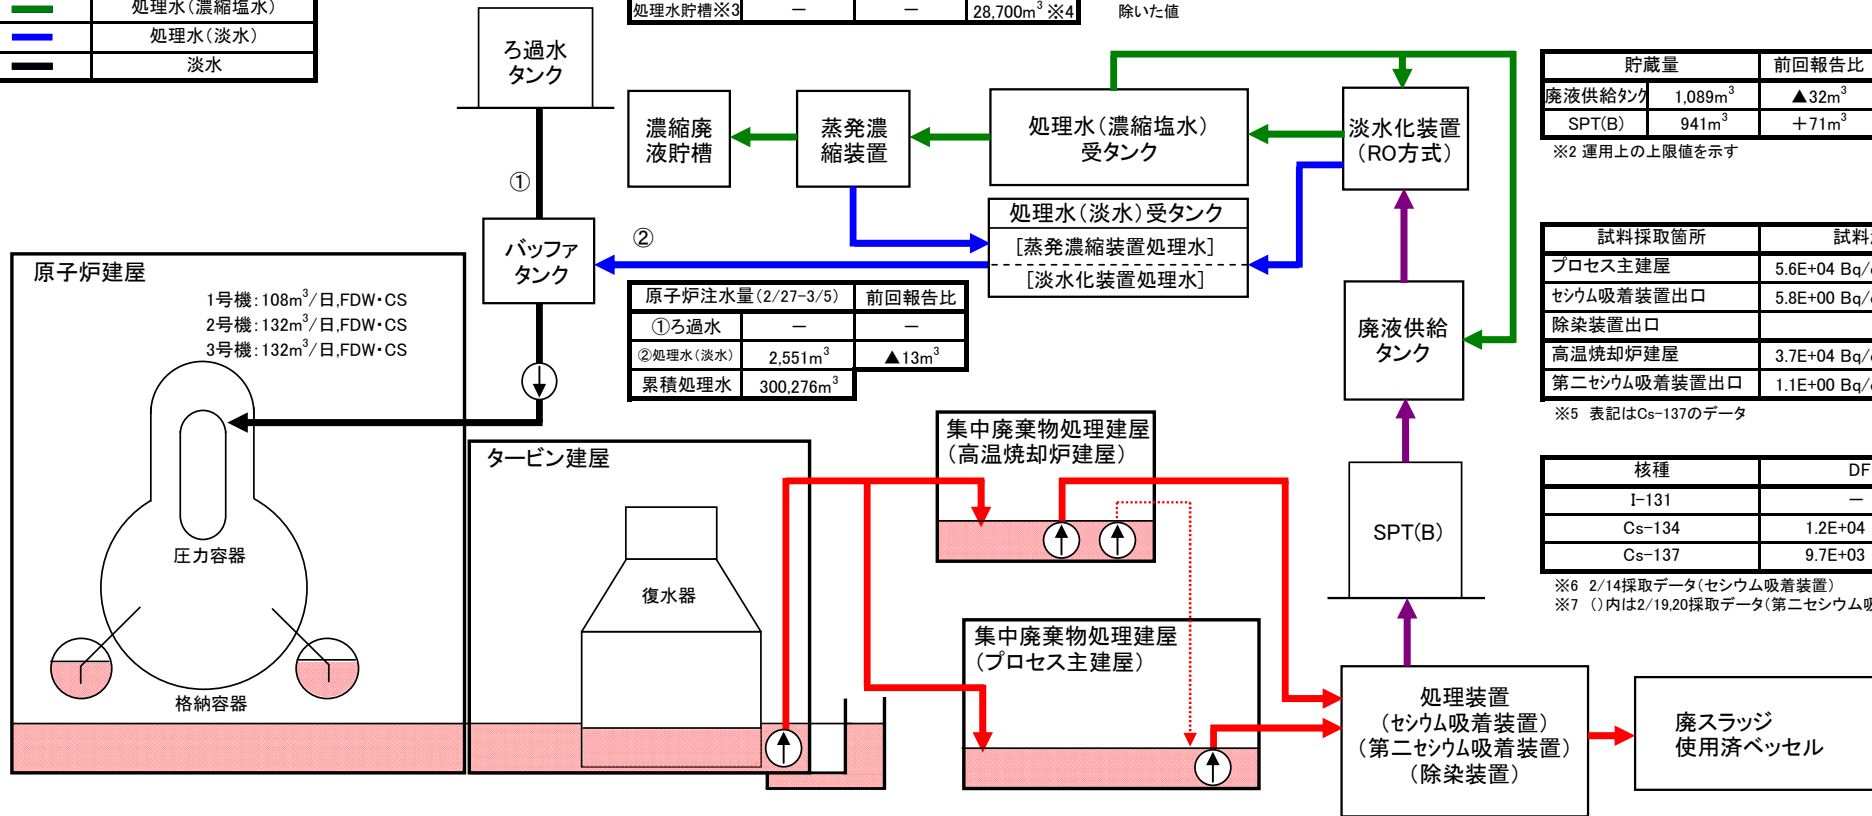 処理水(濃縮塩水)
処理水(淡水)
淡水
処理水貯槽※3 － － 28,700m³ ※4
除いた値
ろ過水
タンク
濃縮廃
液貯槽
蒸発濃
縮装置
処理水(濃縮塩水)
受タンク
淡水化装置
(RO方式)
貯蔵量 前回報告比
廃液供給タンク 1,089m³ ▲32m³
SPT(B) 941m³ ＋71m³
※2 運用上の上限値を示す
①
バッファ
タンク
②
処理水(淡水)受タンク
[蒸発濃縮装置処理水]
[淡水化装置処理水]
原子炉建屋
1号機：108m³/日,FDW・CS
2号機：132m³/日,FDW・CS
3号機：132m³/日,FDW・CS
原子炉注水量(2/27-3/5) 前回報告比
①ろ過水 － －
②処理水(淡水) 2,551m³ ▲13m³
累積処理水 300,276m³
廃液供給
タンク
試料採取箇所 試料
プロセス主建屋 5.6E+04 Bq/
セシウム吸着装置出口 5.8E+00 Bq/
除染装置出口
高温焼却炉建屋 3.7E+04 Bq/
第二セシウム吸着装置出口 1.1E+00 Bq/
※5 表記はCs-137のデータ
タービン建屋
集中廃棄物処理建屋
(高温焼却炉建屋)
核種 DF
I-131 －
Cs-134 1.2E+04
Cs-137 9.7E+03
※6 2/14採取データ(セシウム吸着装置)
※7 ()内は2/19,20採取データ(第二セシウム吸
SPT(B)
圧力容器
復水器
格納容器
集中廃棄物処理建屋
(プロセス主建屋)
処理装置
(セシウム吸着装置)
(第二セシウム吸着装置)
(除染装置)
廃スラッジ
使用済ベッセル